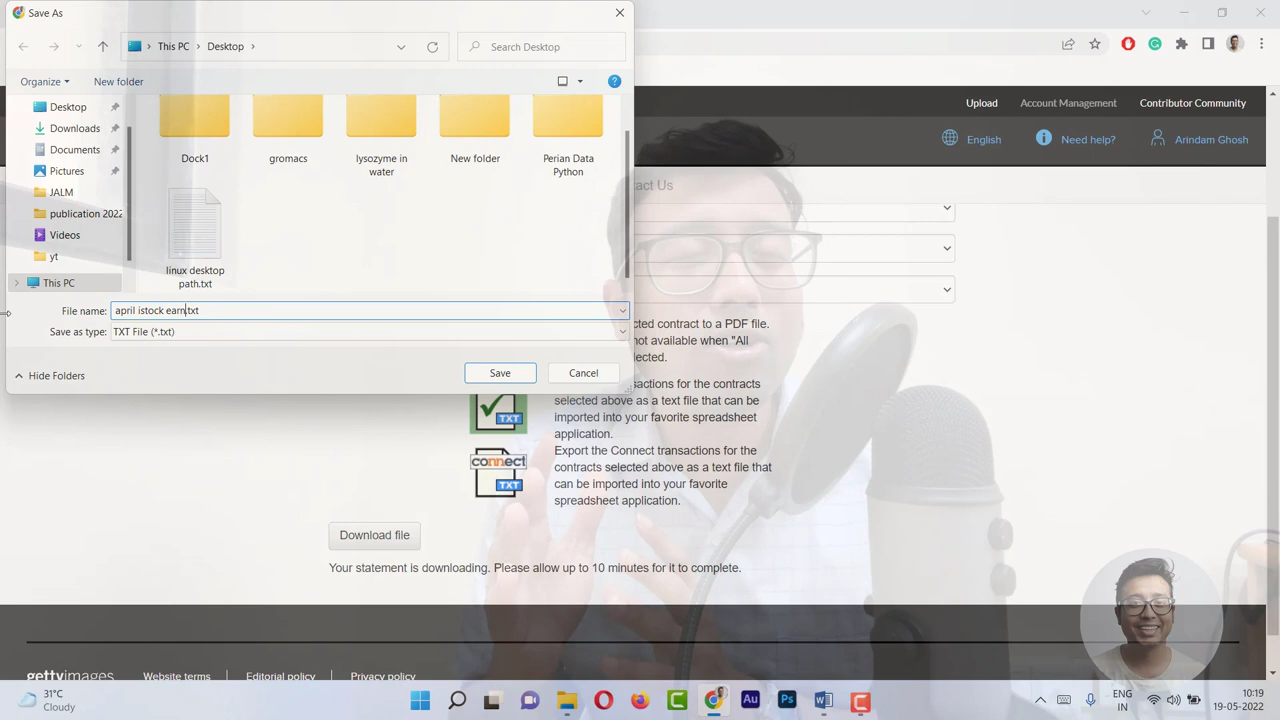 Save As
This PC
Desktop
Search Desktop
Organize
New folder
Desktop
Downloads
Documents
Pictures
JALM
publication 2022
Videos
yt
This PC
Dock1
gromacs
lysozyme in
water
New folder
Perian Data
Python
linux desktop
path.txt
File name:
april istock earn.txt
Save as type:
TXT File (*.txt)
Hide Folders
Save
Cancel
Upload
Account Management
Contributor Community
English
Need help?
Arindam Ghosh
tact Us
cted contract to a PDF file.
not available when "All
lected.
sactions for the contracts
selected above as a text file that can be
imported into your favorite spreadsheet
application.
TXT
Export the Connect transactions for the
contracts selected above as a text file that
can be imported into your favorite
spreadsheet application.
connect
TXT
Download file
Your statement is downloading. Please allow up to 10 minutes for it to complete.
gettyimages
Website terms
Editorial policy
Privacy policy
31°C
Cloudy
Au
Ps
ENG
IN
10:19
19-05-2022